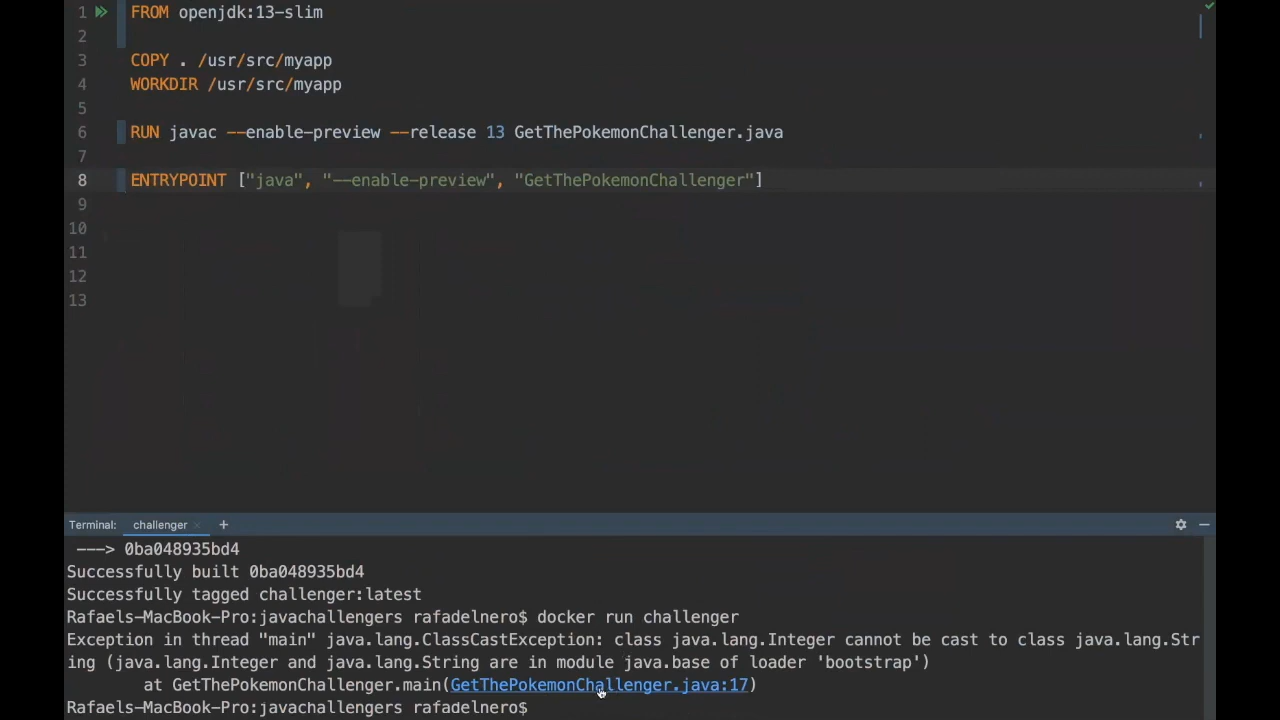 1 FROM openjdk:13-slim
2
3 COPY . /usr/src/myapp
4 WORKDIR /usr/src/myapp
5
6 RUN javac --enable-preview --release 13 GetThePokemonChallenger.java
7
8 ENTRYPOINT ["java", "--enable-preview", "GetThePokemonChallenger"]
9
10
11
12
13
Terminal: challenger × +
---> 0ba048935bd4
Successfully built 0ba048935bd4
Successfully tagged challenger:latest
Rafaels-MacBook-Pro:javachallengers rafadelnero$ docker run challenger
Exception in thread "main" java.lang.ClassCastException: class java.lang.Integer cannot be cast to class java.lang.Str
ing (java.lang.Integer and java.lang.String are in module java.base of loader 'bootstrap')
at GetThePokemonChallenger.main(GetThePokemonChallenger.java:17)
Rafaels-MacBook-Pro:javachallengers rafadelnero$